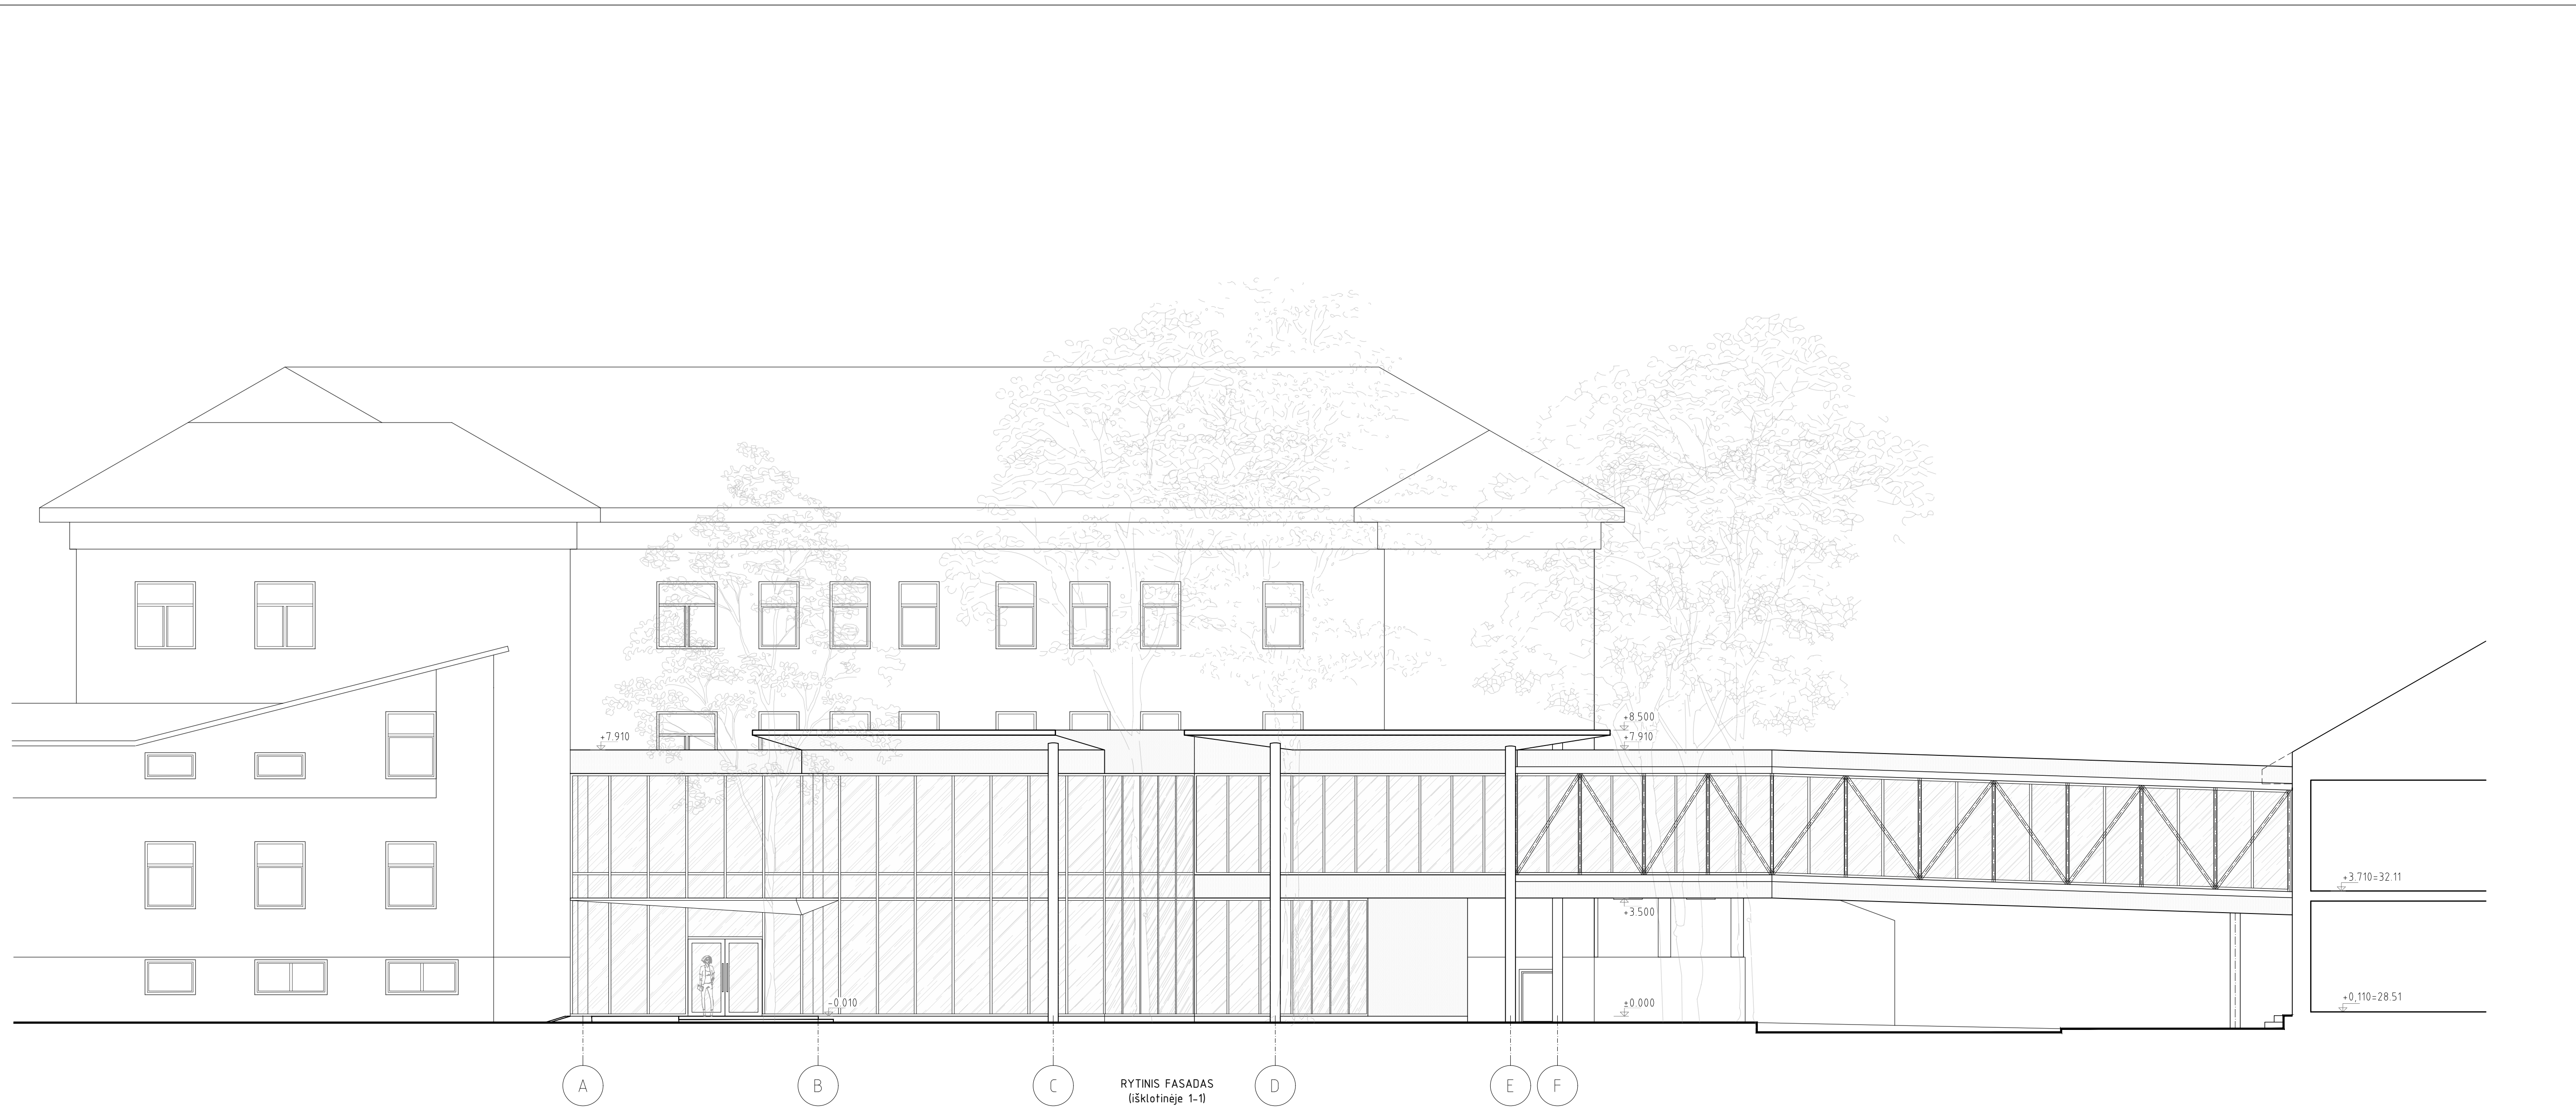 +8.500
+7.910
+7.910
+3.710=32.11
+3.500
-0.010
±0.000
+0,110=28.51
A B C D E F
RYTINIS FASADAS
(išklotinėje 1-1)